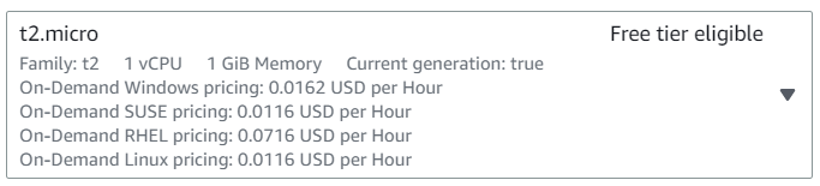 t2.micro Free tier eligible
Family: t2 1 vCPU 1 GiB Memory Current generation: true
On-Demand Windows pricing: 0.0162 USD per Hour
On-Demand SUSE pricing: 0.0116 USD per Hour
On-Demand RHEL pricing: 0.0716 USD per Hour
On-Demand Linux pricing: 0.0116 USD per Hour